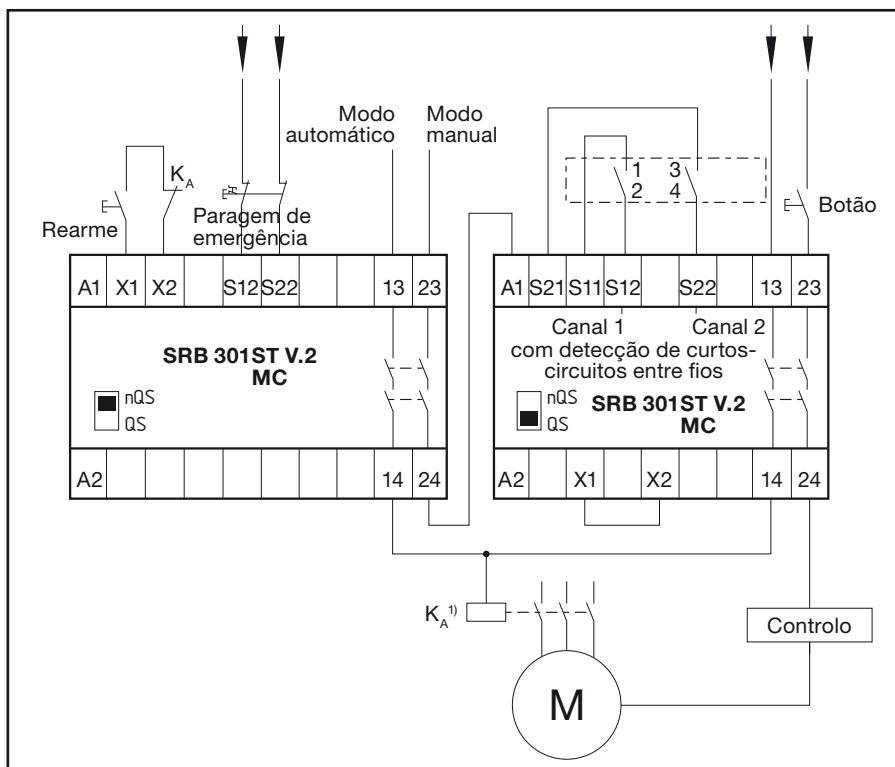 Modo
automático
Modo
manual
K_A
Rearme
Paragem de
emergência
1
2
3
4
Botão
A1 X1 X2 S12 S22 13 23
SRB 301ST V.2
MC
nQS
QS
A2 14 24
A1 S21 S11 S12 S22 13 23
Canal 1 Canal 2
com detecção de curtos-
circuitos entre fios
SRB 301ST V.2
MC
nQS
QS
A2 X1 X2 14 24
K_A 1)
Controlo
M